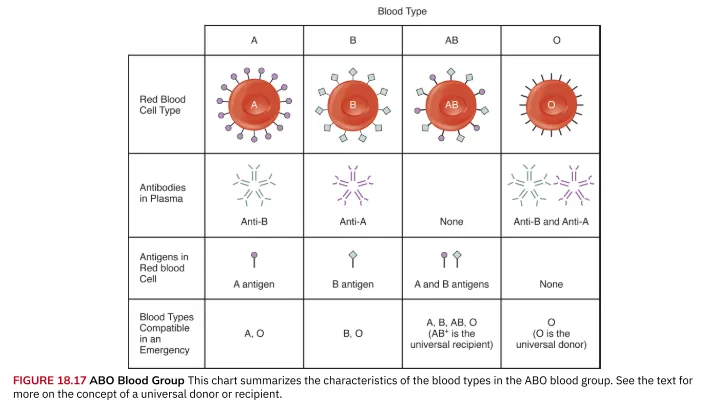 Blood Type
A B AB O
Red Blood
Cell Type
A B AB O
Antibodies
in Plasma
Anti-B Anti-A None Anti-B and Anti-A
Antigens in
Red blood
Cell
A antigen B antigen A and B antigens None
Blood Types
Compatible
in an
Emergency
A, O B, O
A, B, AB, O
(AB⁺ is the
universal recipient)
O
(O is the
universal donor)
FIGURE 18.17 ABO Blood Group This chart summarizes the characteristics of the blood types in the ABO blood group. See the text for
more on the concept of a universal donor or recipient.